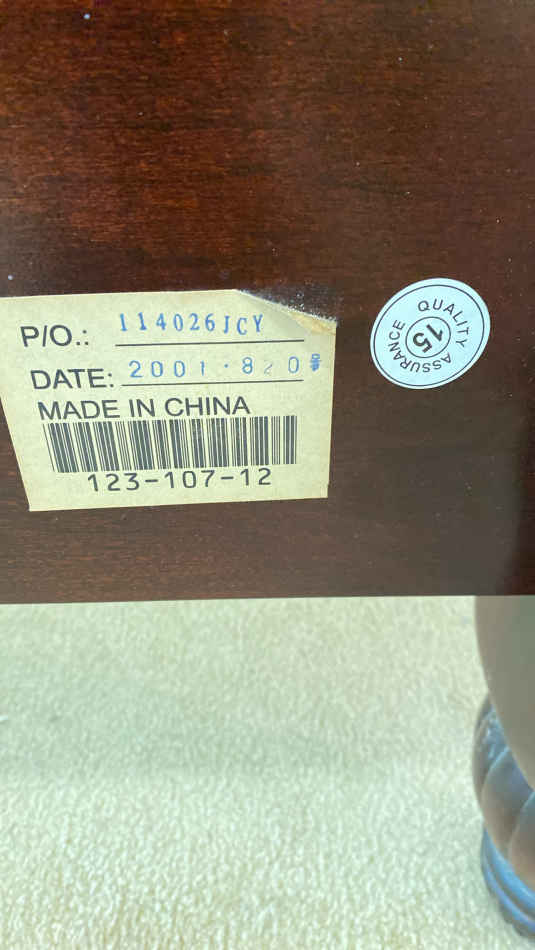 P/O.: 114026JCY
DATE: 2001·820
MADE IN CHINA
123-107-12
QUALITY ASSURANCE
15